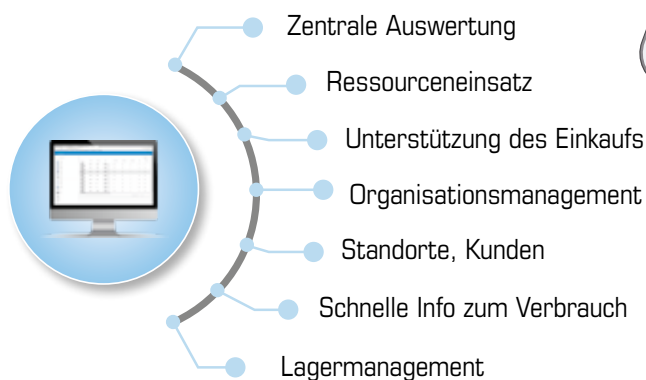 Zentrale Auswertung
Ressourceneinsatz
Unterstützung des Einkaufs
Organisationsmanagement
Standorte, Kunden
Schnelle Info zum Verbrauch
Lagermanagement